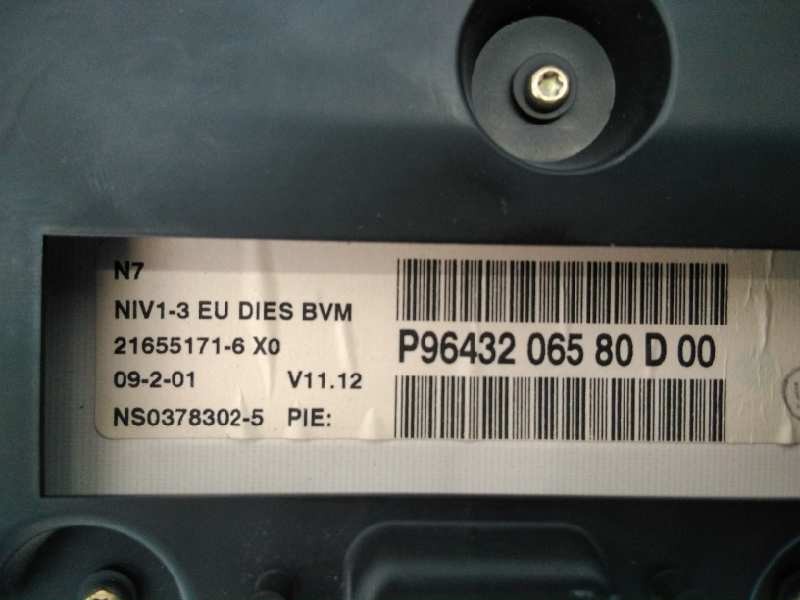 N7
NIV1-3 EU DIES BVM
21655171-6 X0
09-2-01 V11.12
NS0378302-5 PIE:
P96432 065 80 D 00